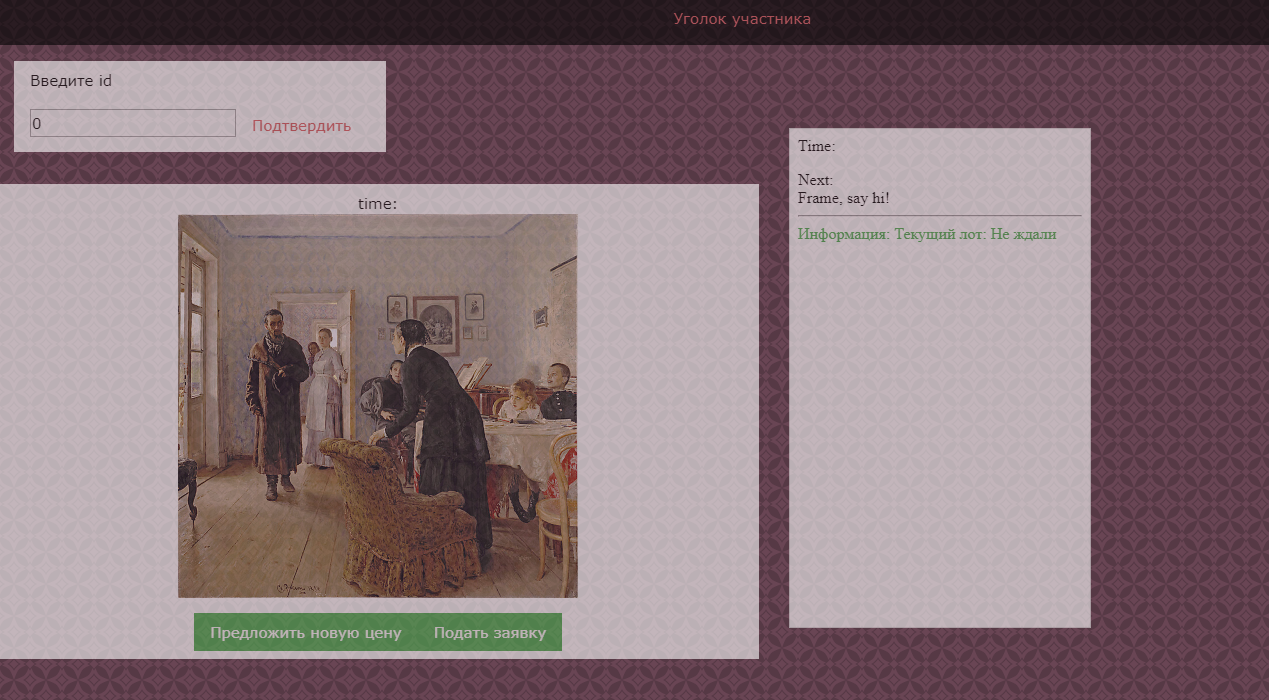 Уголок участника
Введите id
0
Подтвердить
time:
Предложить новую цену
Подать заявку
Time:
Next:
Frame, say hi!
Информация: Текущий лот: Не ждали